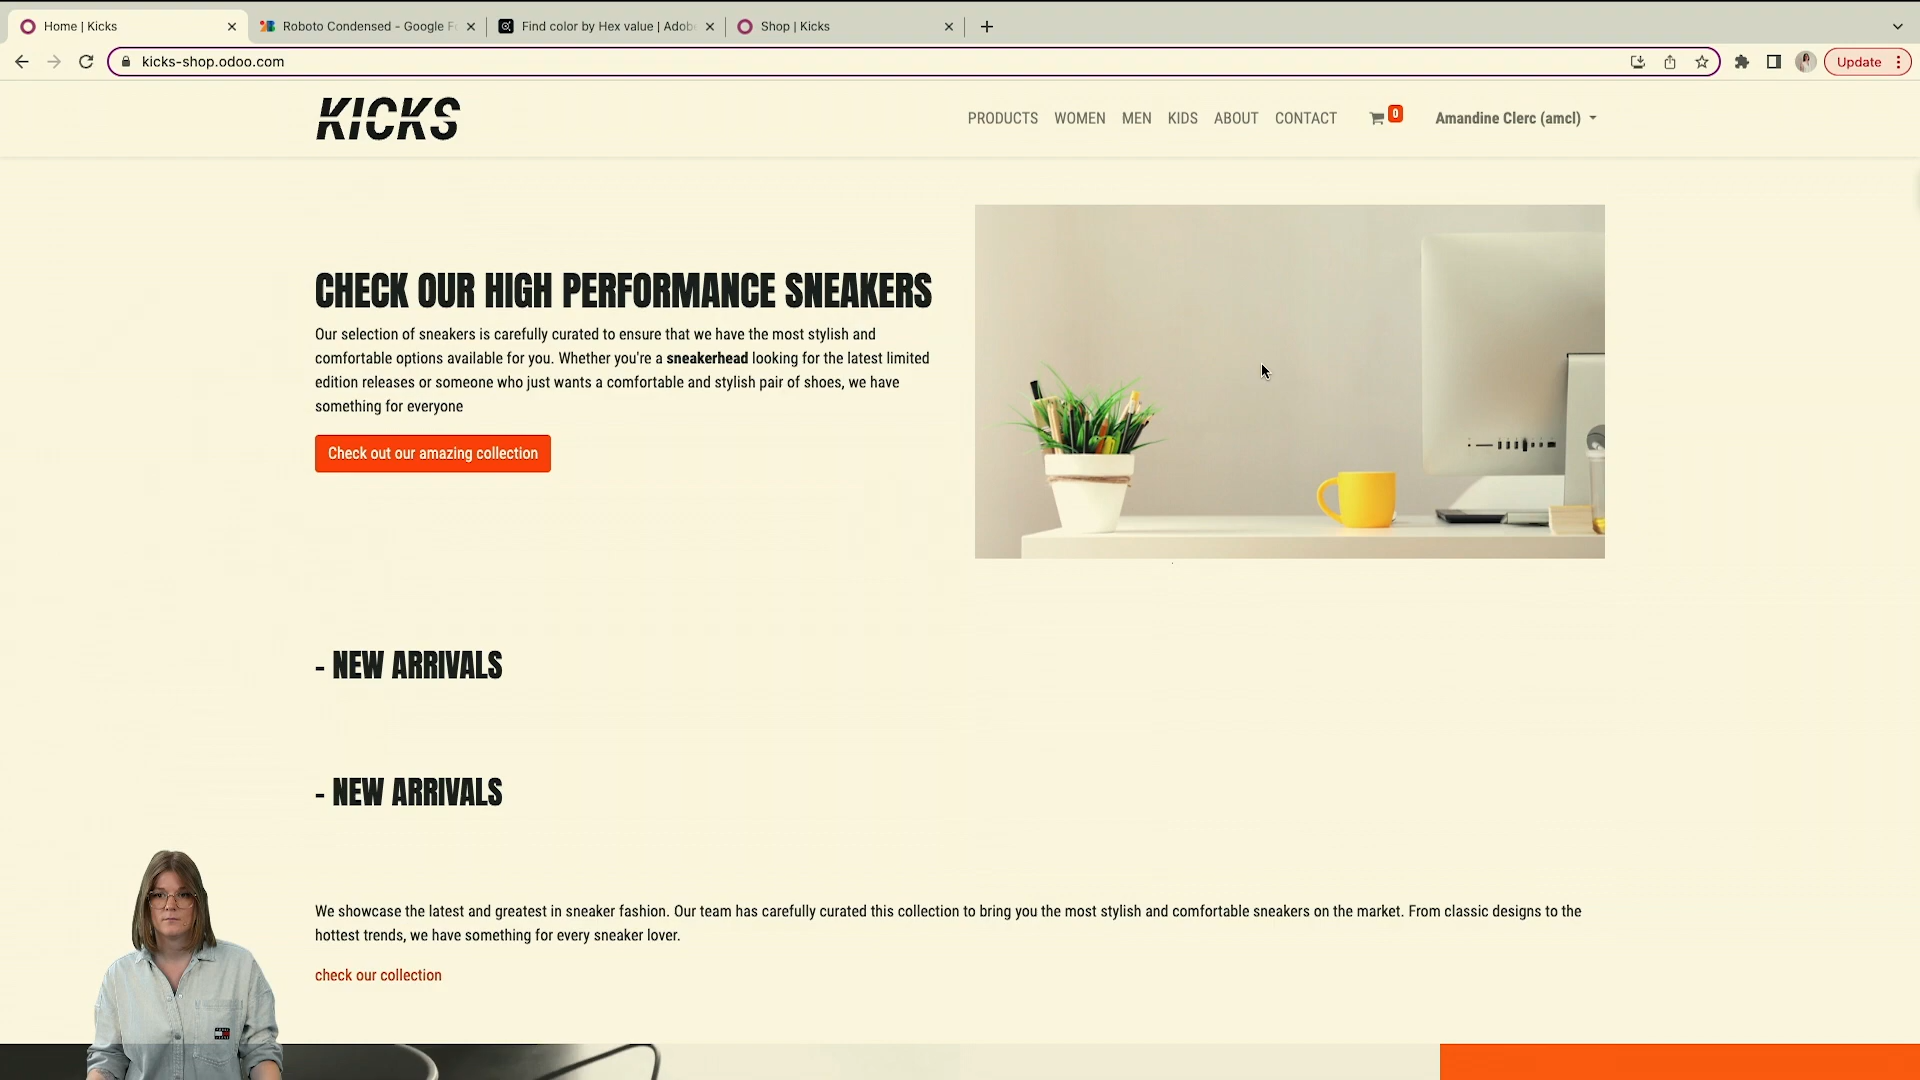 Home | Kicks
Roboto Condensed - Google Fo
Find color by Hex value | Adob
Shop | Kicks
kicks-shop.odoo.com
Update
KICKS
PRODUCTS WOMEN MEN KIDS ABOUT CONTACT 0 Amandine Clerc (amcl)
CHECK OUR HIGH PERFORMANCE SNEAKERS
Our selection of sneakers is carefully curated to ensure that we have the most stylish and
comfortable options available for you. Whether you're a sneakerhead looking for the latest limited
edition releases or someone who just wants a comfortable and stylish pair of shoes, we have
something for everyone
Check out our amazing collection
- NEW ARRIVALS
- NEW ARRIVALS
We showcase the latest and greatest in sneaker fashion. Our team has carefully curated this collection to bring you the most stylish and comfortable sneakers on the market. From classic designs to the
hottest trends, we have something for every sneaker lover.
check our collection